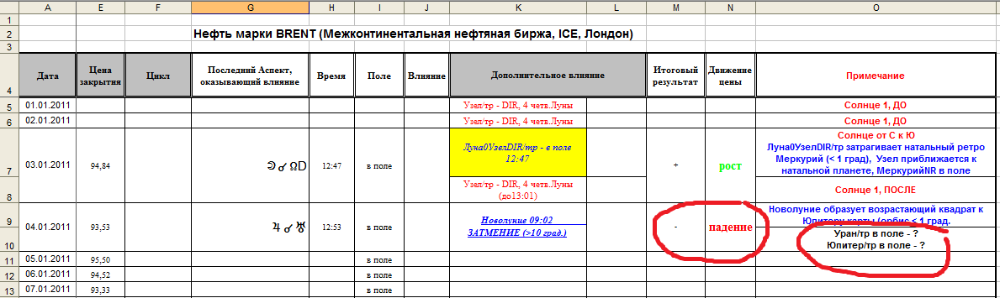 A E F G H I J K L M N O
1
2 Нефть марки BRENT (Межконтинентальная нефтяная биржа, ICE, Лондон)
3
4 Дата Цена закрытия Цикл Последний Аспект, оказывающий влияние Время Поле Влияние Дополнительное влияние Итоговый результат Движение цены Примечание
5 01.01.2011 Узел/тр - DIR, 4 четв.Луны Солнце 1, ДО
6 02.01.2011 Узел/тр - DIR, 4 четв.Луны Солнце 1, ДО
Солнце от С к Ю
7 03.01.2011 94,84 ☽☌☊D 12:47 в поле Луна0УзелDIR/тр - в поле 12:47 + рост Луна0УзелDIR/тр затрагивает натальный ретро
Меркурий (< 1 град), Узел приближается к
натальной планете, МеркурийNR в поле
8 Узел/тр - DIR, 4 четв.Луны (до13:01) Солнце 1, ПОСЛЕ
9 04.01.2011 93,53 ♃☌♅ 12:53 в поле Новолуние 09:02 - падение Новолуние образует возрастающий квадрат к
Юпитеру карты (орбис < 1 град.
10 ЗАТМЕНИЕ (>10 град.) Уран/тр в поле - ?
Юпитер/тр в поле - ?
11 05.01.2011 95,50 в поле
12 06.01.2011 94,52 в поле
13 07.01.2011 93,33 в поле